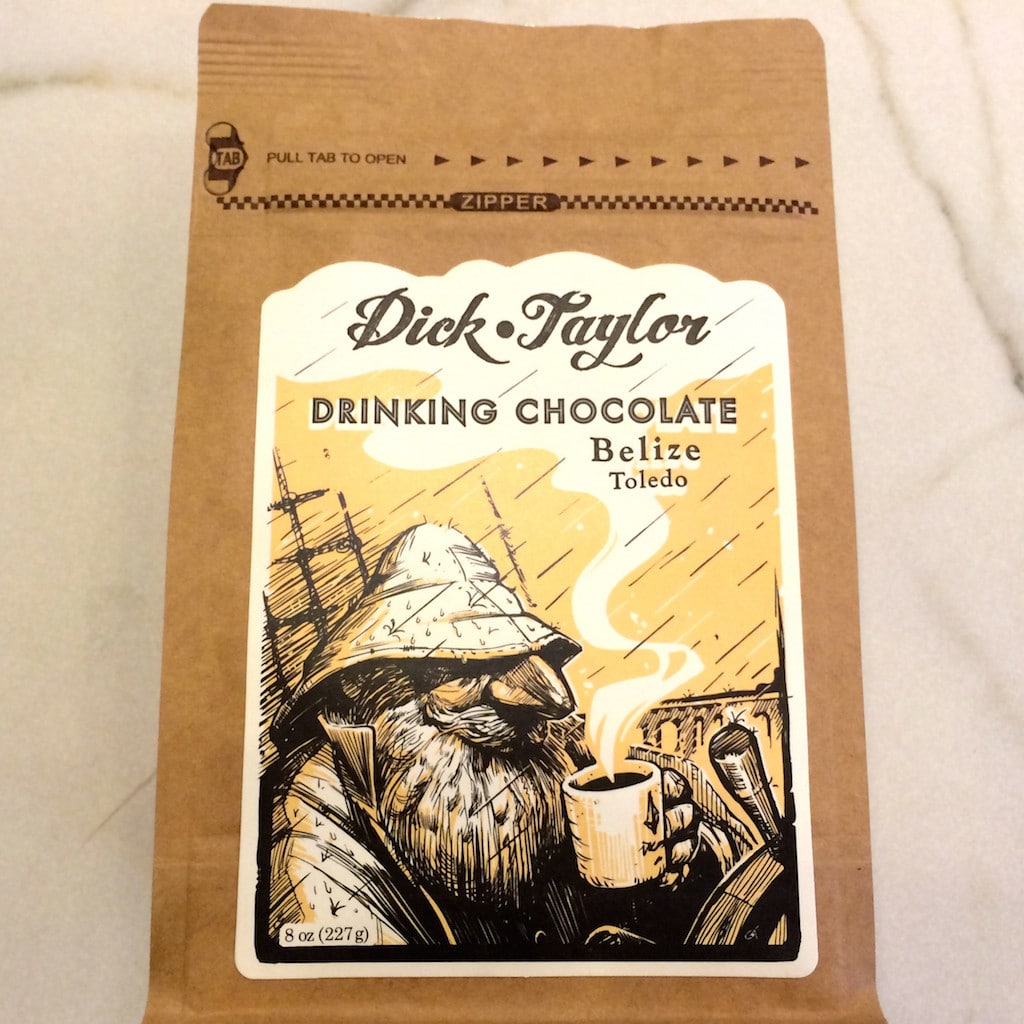 TAB
PULL TAB TO OPEN
ZIPPER
Dick • Taylor
DRINKING CHOCOLATE
Belize
Toledo
8 oz (227g)